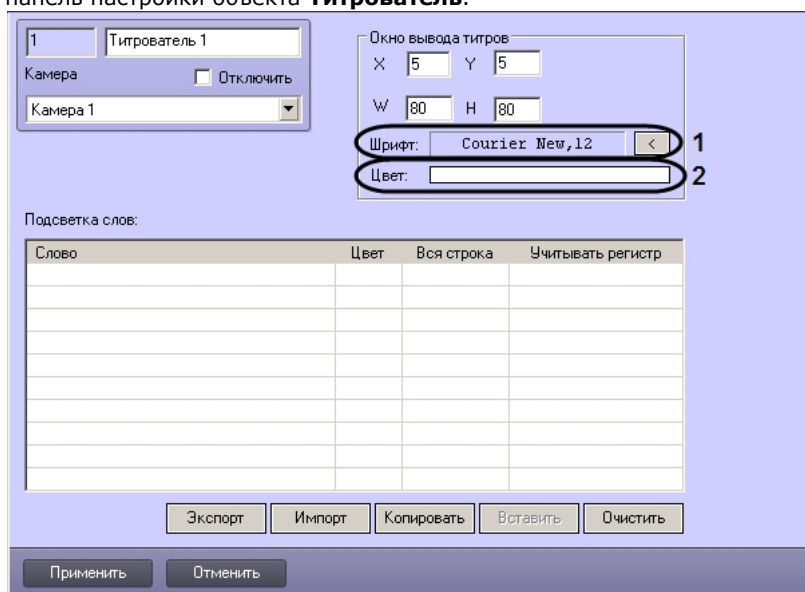 панель настройки объекта Титрователь.
1 Титрователь 1
Камера Отключить
Камера 1
Окно вывода титров
X 5 Y 5
W 80 H 80
Шрифт: Courier New,12 < 1
Цвет: 2
Подсветка слов:
Слово Цвет Вся строка Учитывать регистр
Экспорт Импорт Копировать Вставить Очистить
Применить Отменить